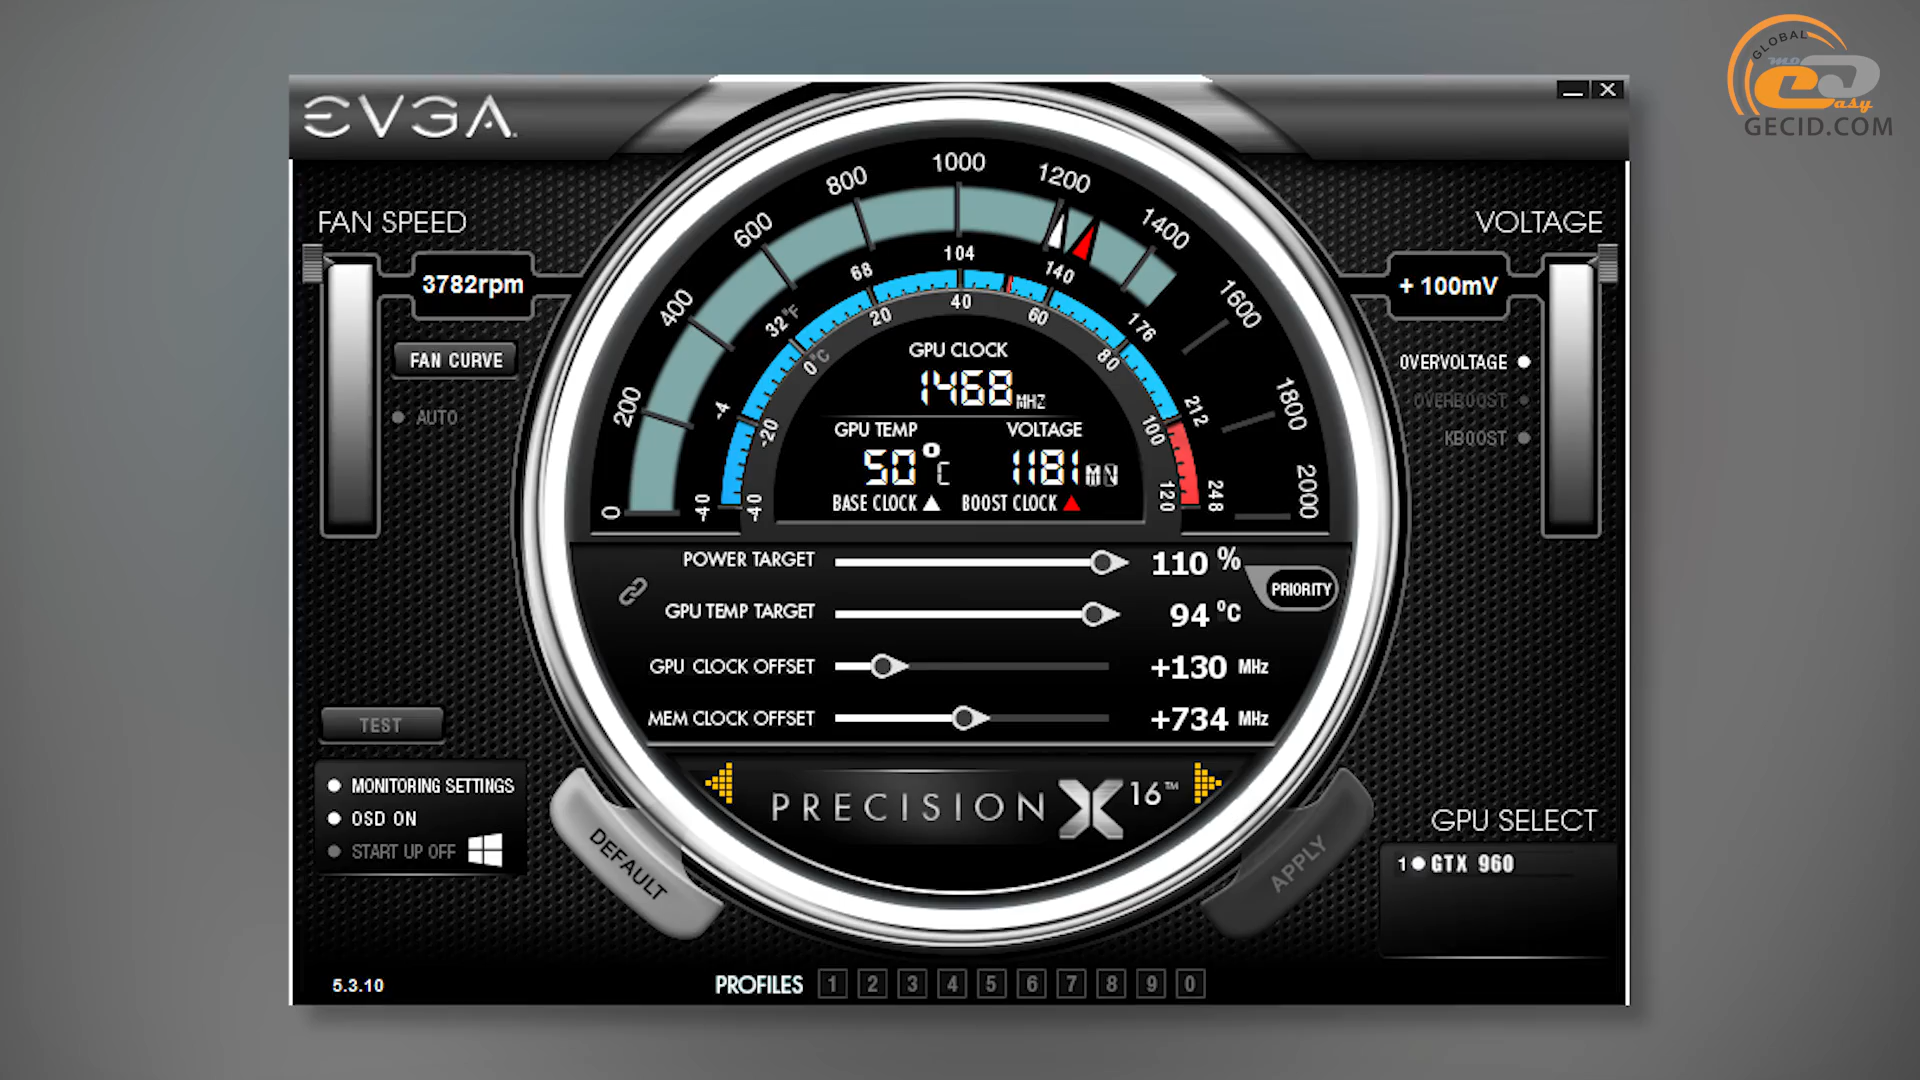 GLOBAL
easy
GECID.COM
EVGA
FAN SPEED
3782rpm
FAN CURVE
AUTO
VOLTAGE
+ 100mV
OVERVOLTAGE
OVERBOOST
KBOOST
0 200 400 600 800 1000 1200 1400 1600 1800 2000
-40 -4 32°F 68 104 140 176 212 248
-40 -20 0°C 20 40 60 80 100 120
GPU CLOCK
1468 MHZ
GPU TEMP VOLTAGE
50°C 1181 MV
BASE CLOCK BOOST CLOCK
POWER TARGET 110 %
GPU TEMP TARGET 94 °C
PRIORITY
GPU CLOCK OFFSET +130 MHz
MEM CLOCK OFFSET +734 MHz
PRECISION X 16™
TEST
MONITORING SETTINGS
OSD ON
START UP OFF
DEFAULT
APPLY
GPU SELECT
1 GTX 960
5.3.10
PROFILES 1 2 3 4 5 6 7 8 9 0